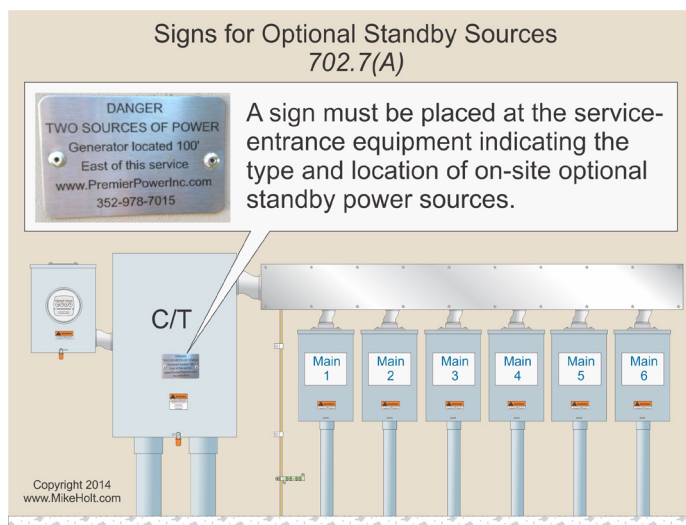 Signs for Optional Standby Sources
702.7(A)
DANGER
TWO SOURCES OF POWER
Generator located 100'
East of this service
www.PremierPowerInc.com
352-978-7015
A sign must be placed at the service-
entrance equipment indicating the
type and location of on-site optional
standby power sources.
C/T
Main
1
Main
2
Main
3
Main
4
Main
5
Main
6
Copyright 2014
www.MikeHolt.com